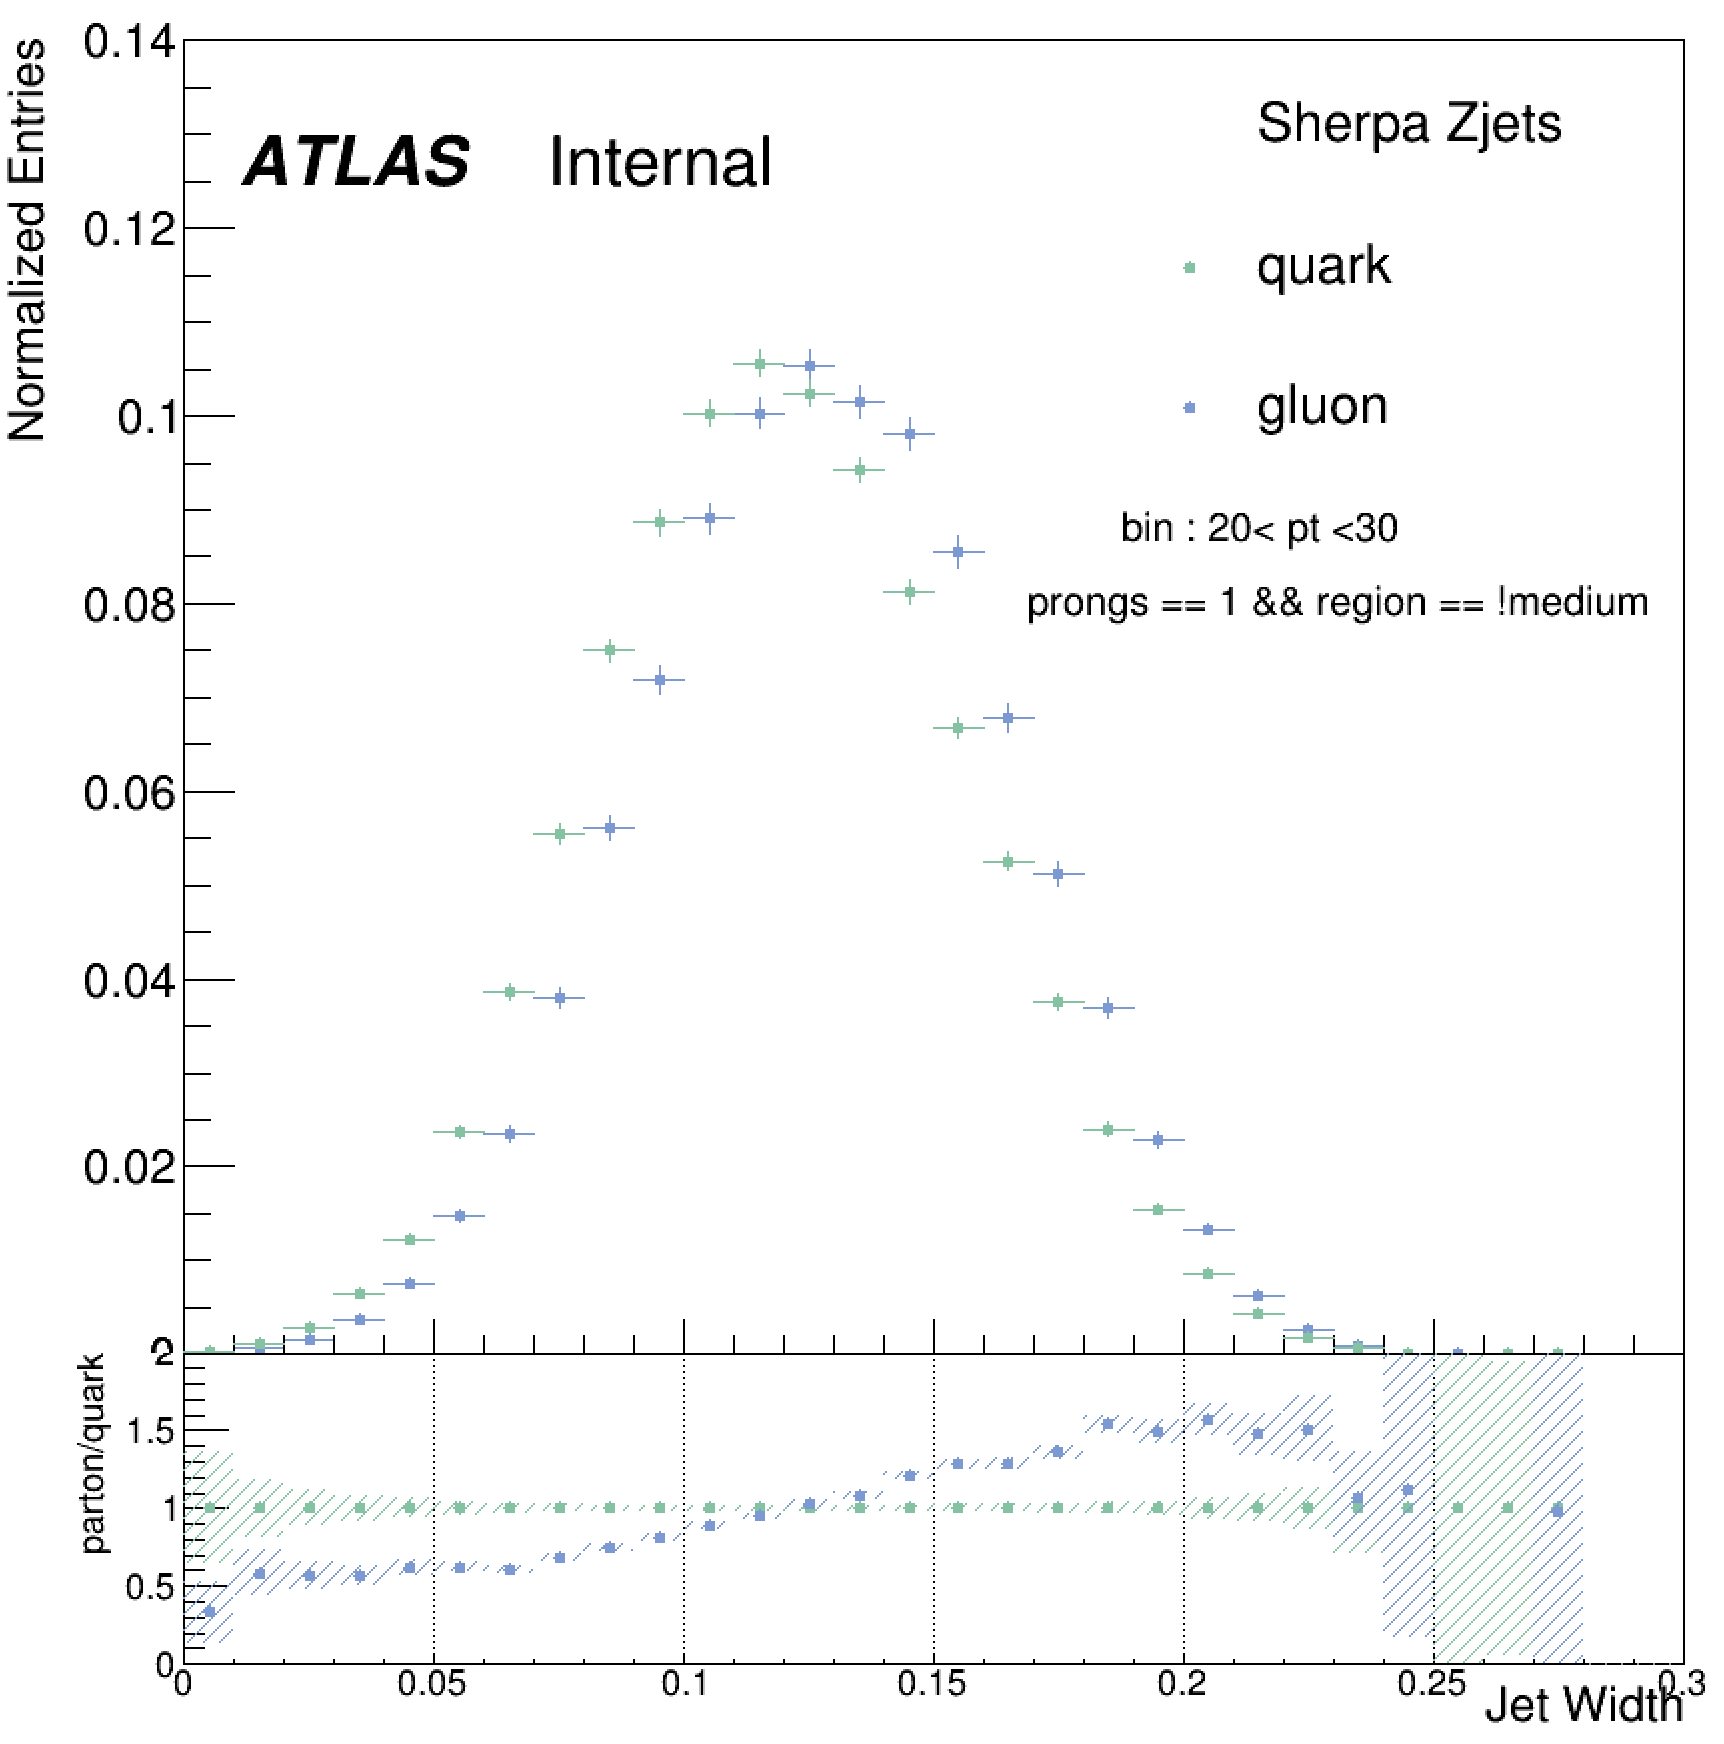 Normalized Entries
0.14
0.12
0.1
0.08
0.06
0.04
0.02
0
ATLAS Internal
Sherpa Zjets
quark
gluon
bin : 20< pt <30
prongs == 1 && region == !medium
parton/quark
2
1.5
1
0.5
0
0 0.05 0.1 0.15 0.2 0.25 0.3
Jet Width